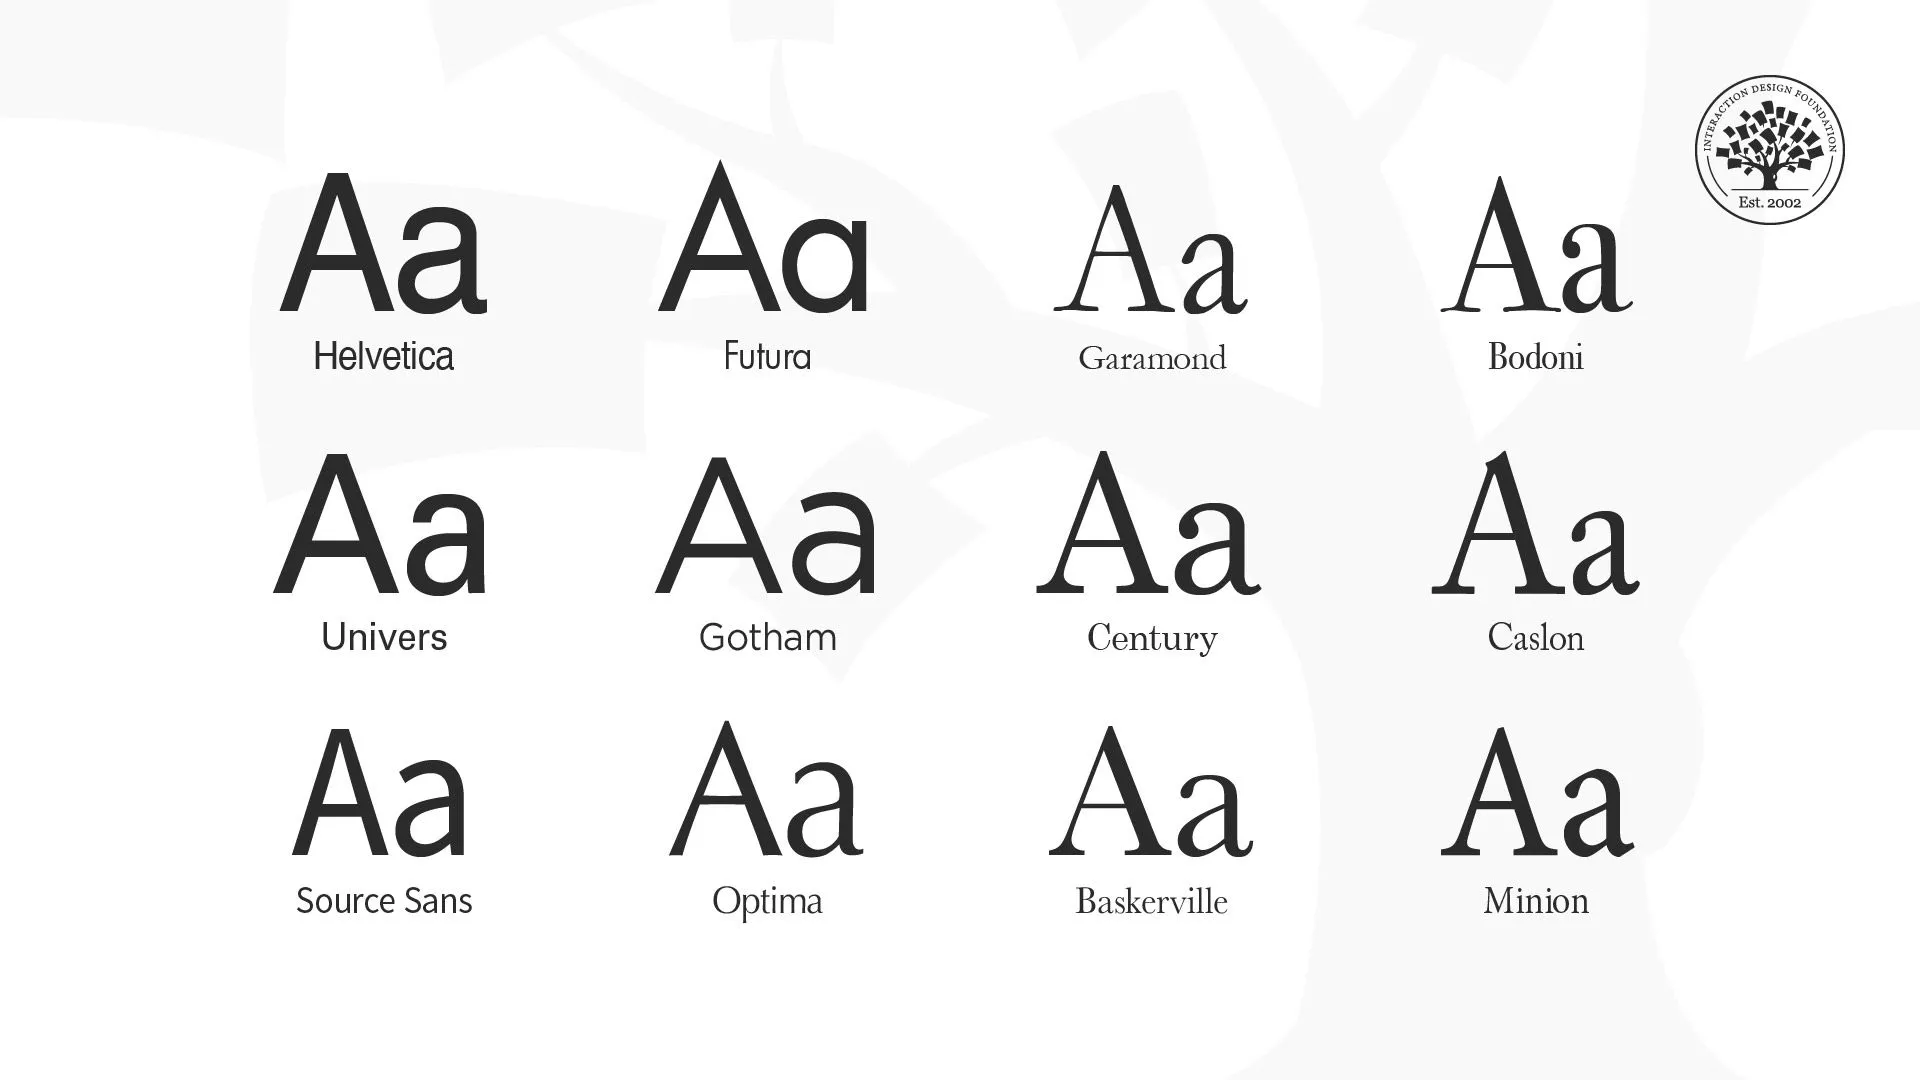 INTERACTION DESIGN FOUNDATION
Est. 2002
Aa Aa Aa Aa
Helvetica Futura Garamond Bodoni
Aa Aa Aa Aa
Univers Gotham Century Caslon
Aa Aa Aa Aa
Source Sans Optima Baskerville Minion